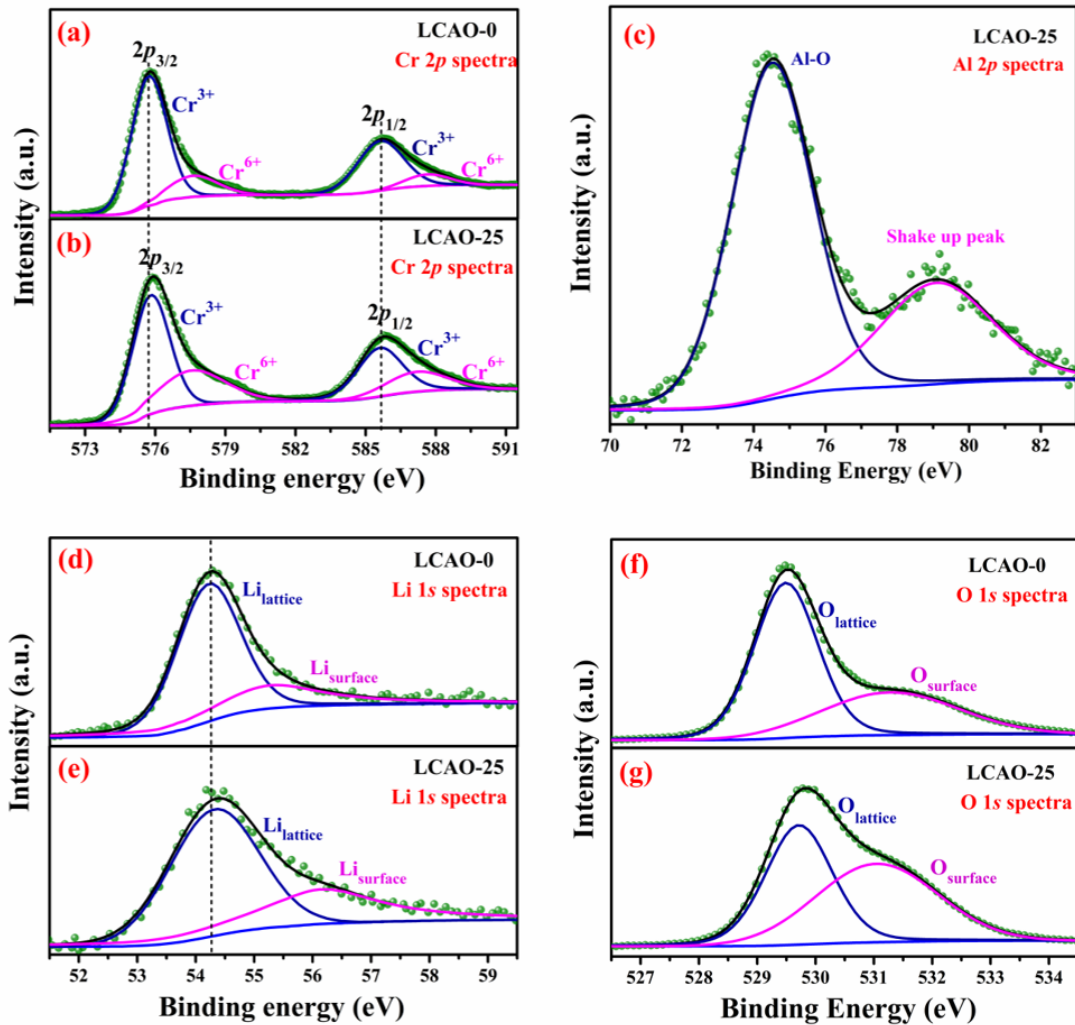 (a)
LCAO-0
Cr 2p spectra
2p3/2
Cr3+
Cr6+
2p1/2
Cr3+
Cr6+
(b)
LCAO-25
Cr 2p spectra
2p3/2
Cr3+
Cr6+
2p1/2
Cr3+
Cr6+
Intensity (a.u.)
573 576 579 582 585 588 591
Binding energy (eV)
(c)
LCAO-25
Al 2p spectra
Al-O
Shake up peak
Intensity (a.u.)
70 72 74 76 78 80 82
Binding Energy (eV)
(d)
LCAO-0
Li 1s spectra
Lilattice
Lisurface
(e)
LCAO-25
Li 1s spectra
Lilattice
Lisurface
Intensity (a.u.)
52 53 54 55 56 57 58 59
Binding energy (eV)
(f)
LCAO-0
O 1s spectra
Olattice
Osurface
(g)
LCAO-25
O 1s spectra
Olattice
Osurface
Intensity (a.u.)
527 528 529 530 531 532 533 534
Binding Energy (eV)